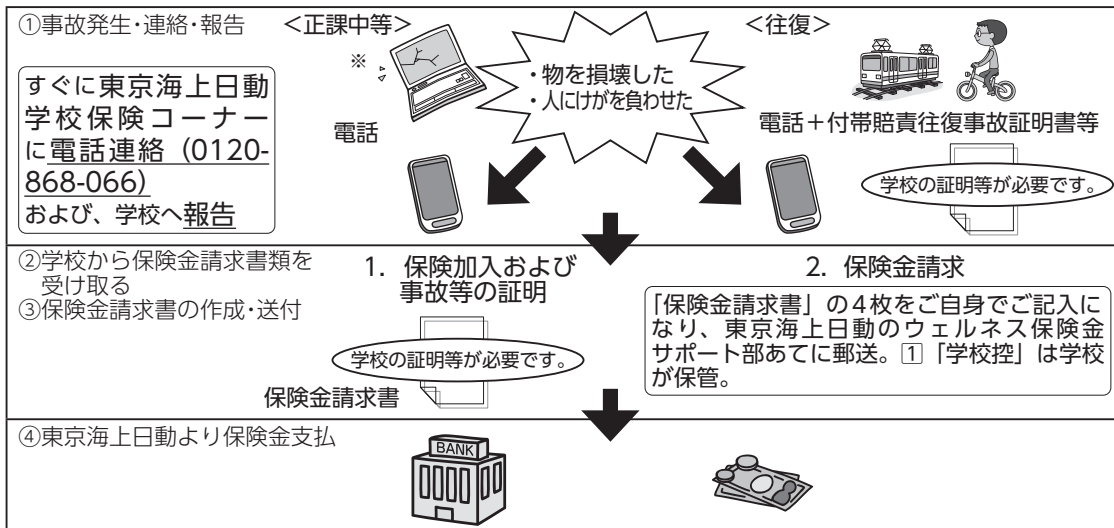 ①事故発生・連絡・報告
すぐに東京海上日動
学校保険コーナー
に電話連絡（0120-
868-066）
および、学校へ報告
＜正課中等＞
※
電話
・物を損壊した
・人にけがを負わせた
＜往復＞
電話＋付帯賠責往復事故証明書等
学校の証明等が必要です。
②学校から保険金請求書類を
受け取る
③保険金請求書の作成・送付
1．保険加入および
事故等の証明
学校の証明等が必要です。
保険金請求書
2．保険金請求
「保険金請求書」の４枚をご自身でご記入に
なり、東京海上日動のウェルネス保険金
サポート部あてに郵送。1「学校控」は学校
が保管。
④東京海上日動より保険金支払
BANK